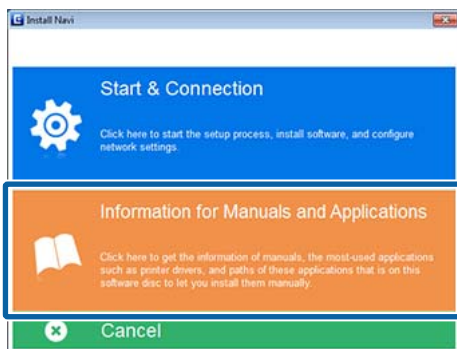 Install Navi
Start & Connection
Click here to start the setup process, install software, and configure
network settings.
Information for Manuals and Applications
Click here to get the information of manuals, the most-used applications
such as printer drivers, and paths of these applications that is on this
software disc to let you install them manually.
Cancel